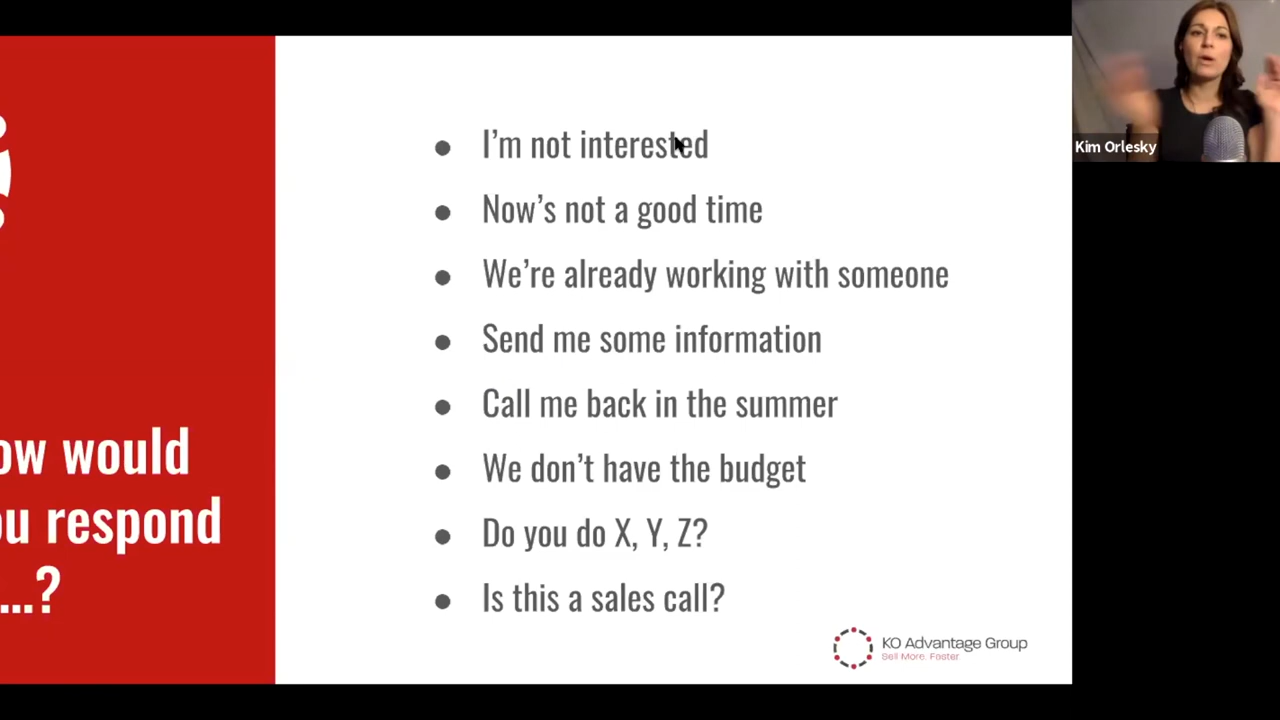 ow would
ou respond
...?
I'm not interested
Now's not a good time
We're already working with someone
Send me some information
Call me back in the summer
We don't have the budget
Do you do X, Y, Z?
Is this a sales call?
KO Advantage Group
Sell More. Faster
Kim Orlesky